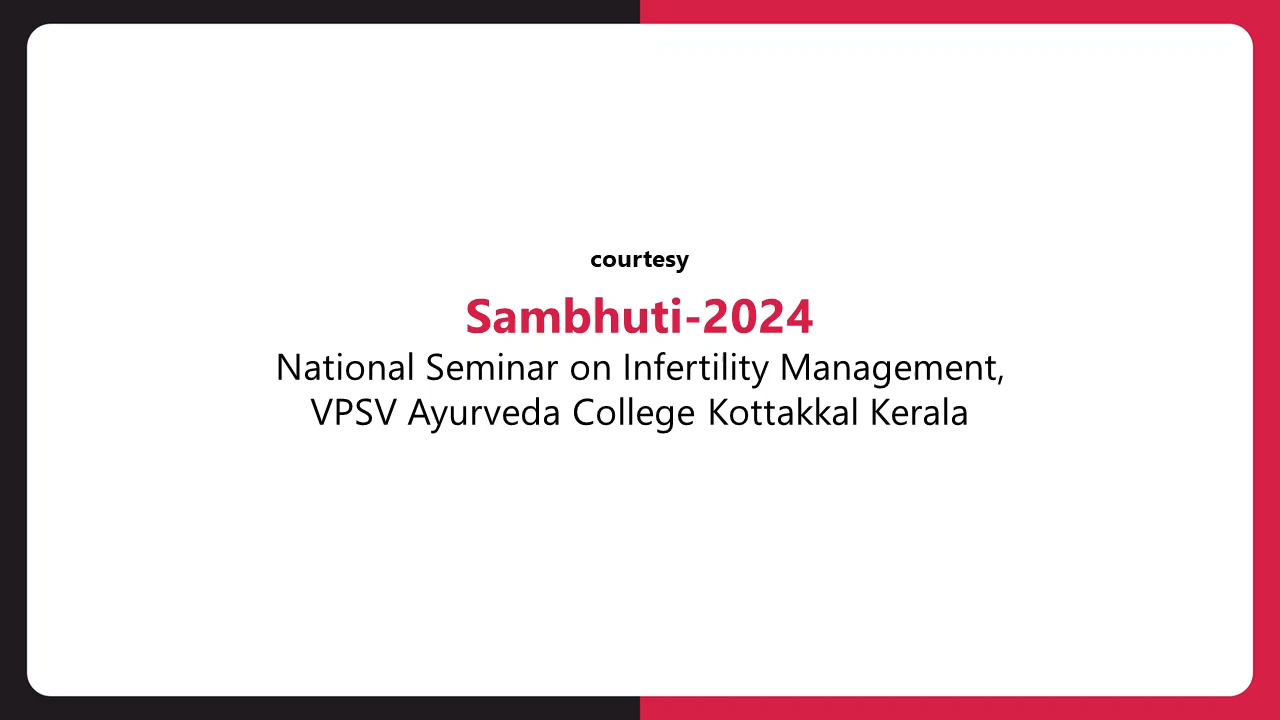 courtesy
Sambhuti-2024
National Seminar on Infertility Management,
VPSV Ayurveda College Kottakkal Kerala